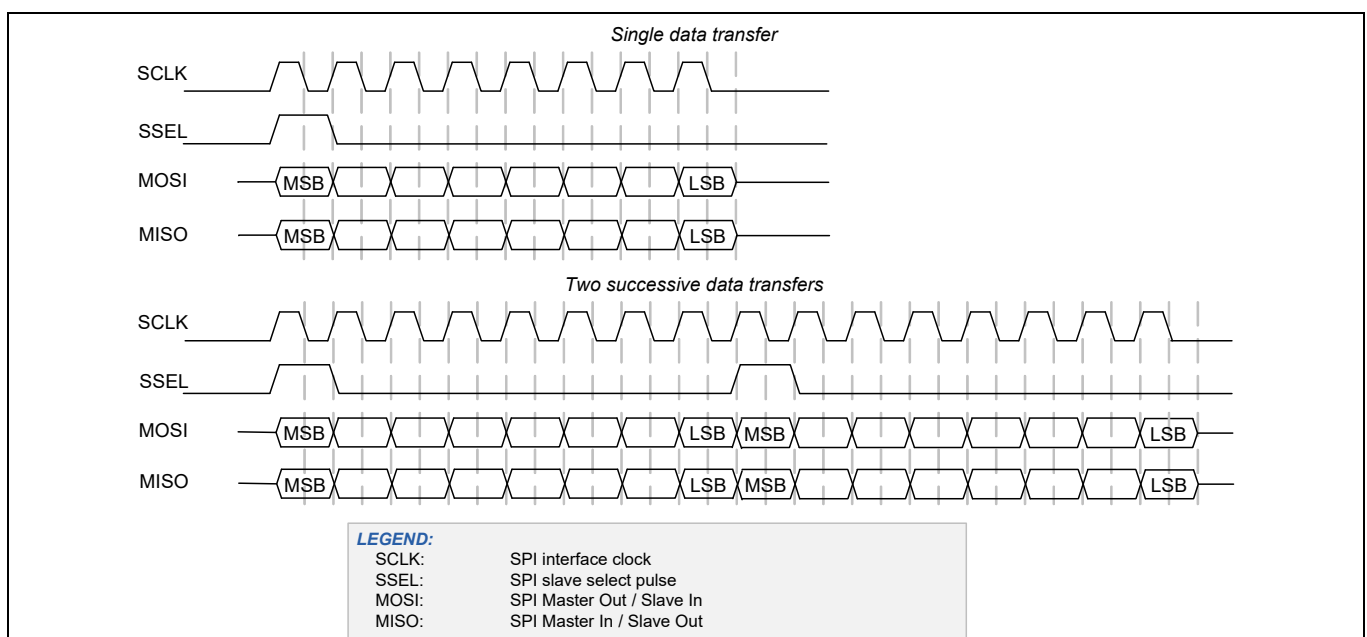 Single data transfer
SCLK
SSEL
MOSI MSB LSB
MISO MSB LSB
Two successive data transfers
SCLK
SSEL
MOSI MSB LSB MSB LSB
MISO MSB LSB MSB LSB
LEGEND:
SCLK: SPI interface clock
SSEL: SPI slave select pulse
MOSI: SPI Master Out / Slave In
MISO: SPI Master In / Slave Out